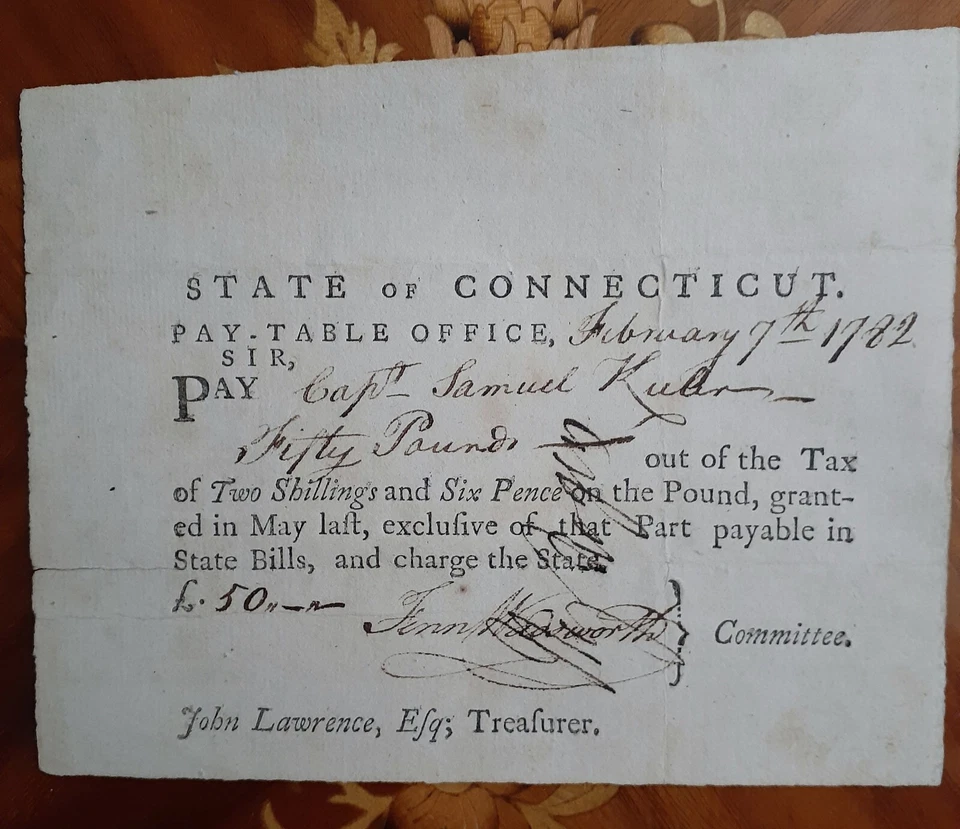 STATE OF CONNECTICUT.
PAY-TABLE OFFICE, February 7th 1782
SIR,
PAY Capt Samuel
Fifty Pounds
out of the Tax
of Two Shillings and Six Pence on the Pound, grant-
ed in May laſt, excluſive of that Part payable in
State Bills, and charge the State.
£. 50
Fenn Wadsworth } Committee.
John Lawrence, Eſq; Treaſurer.